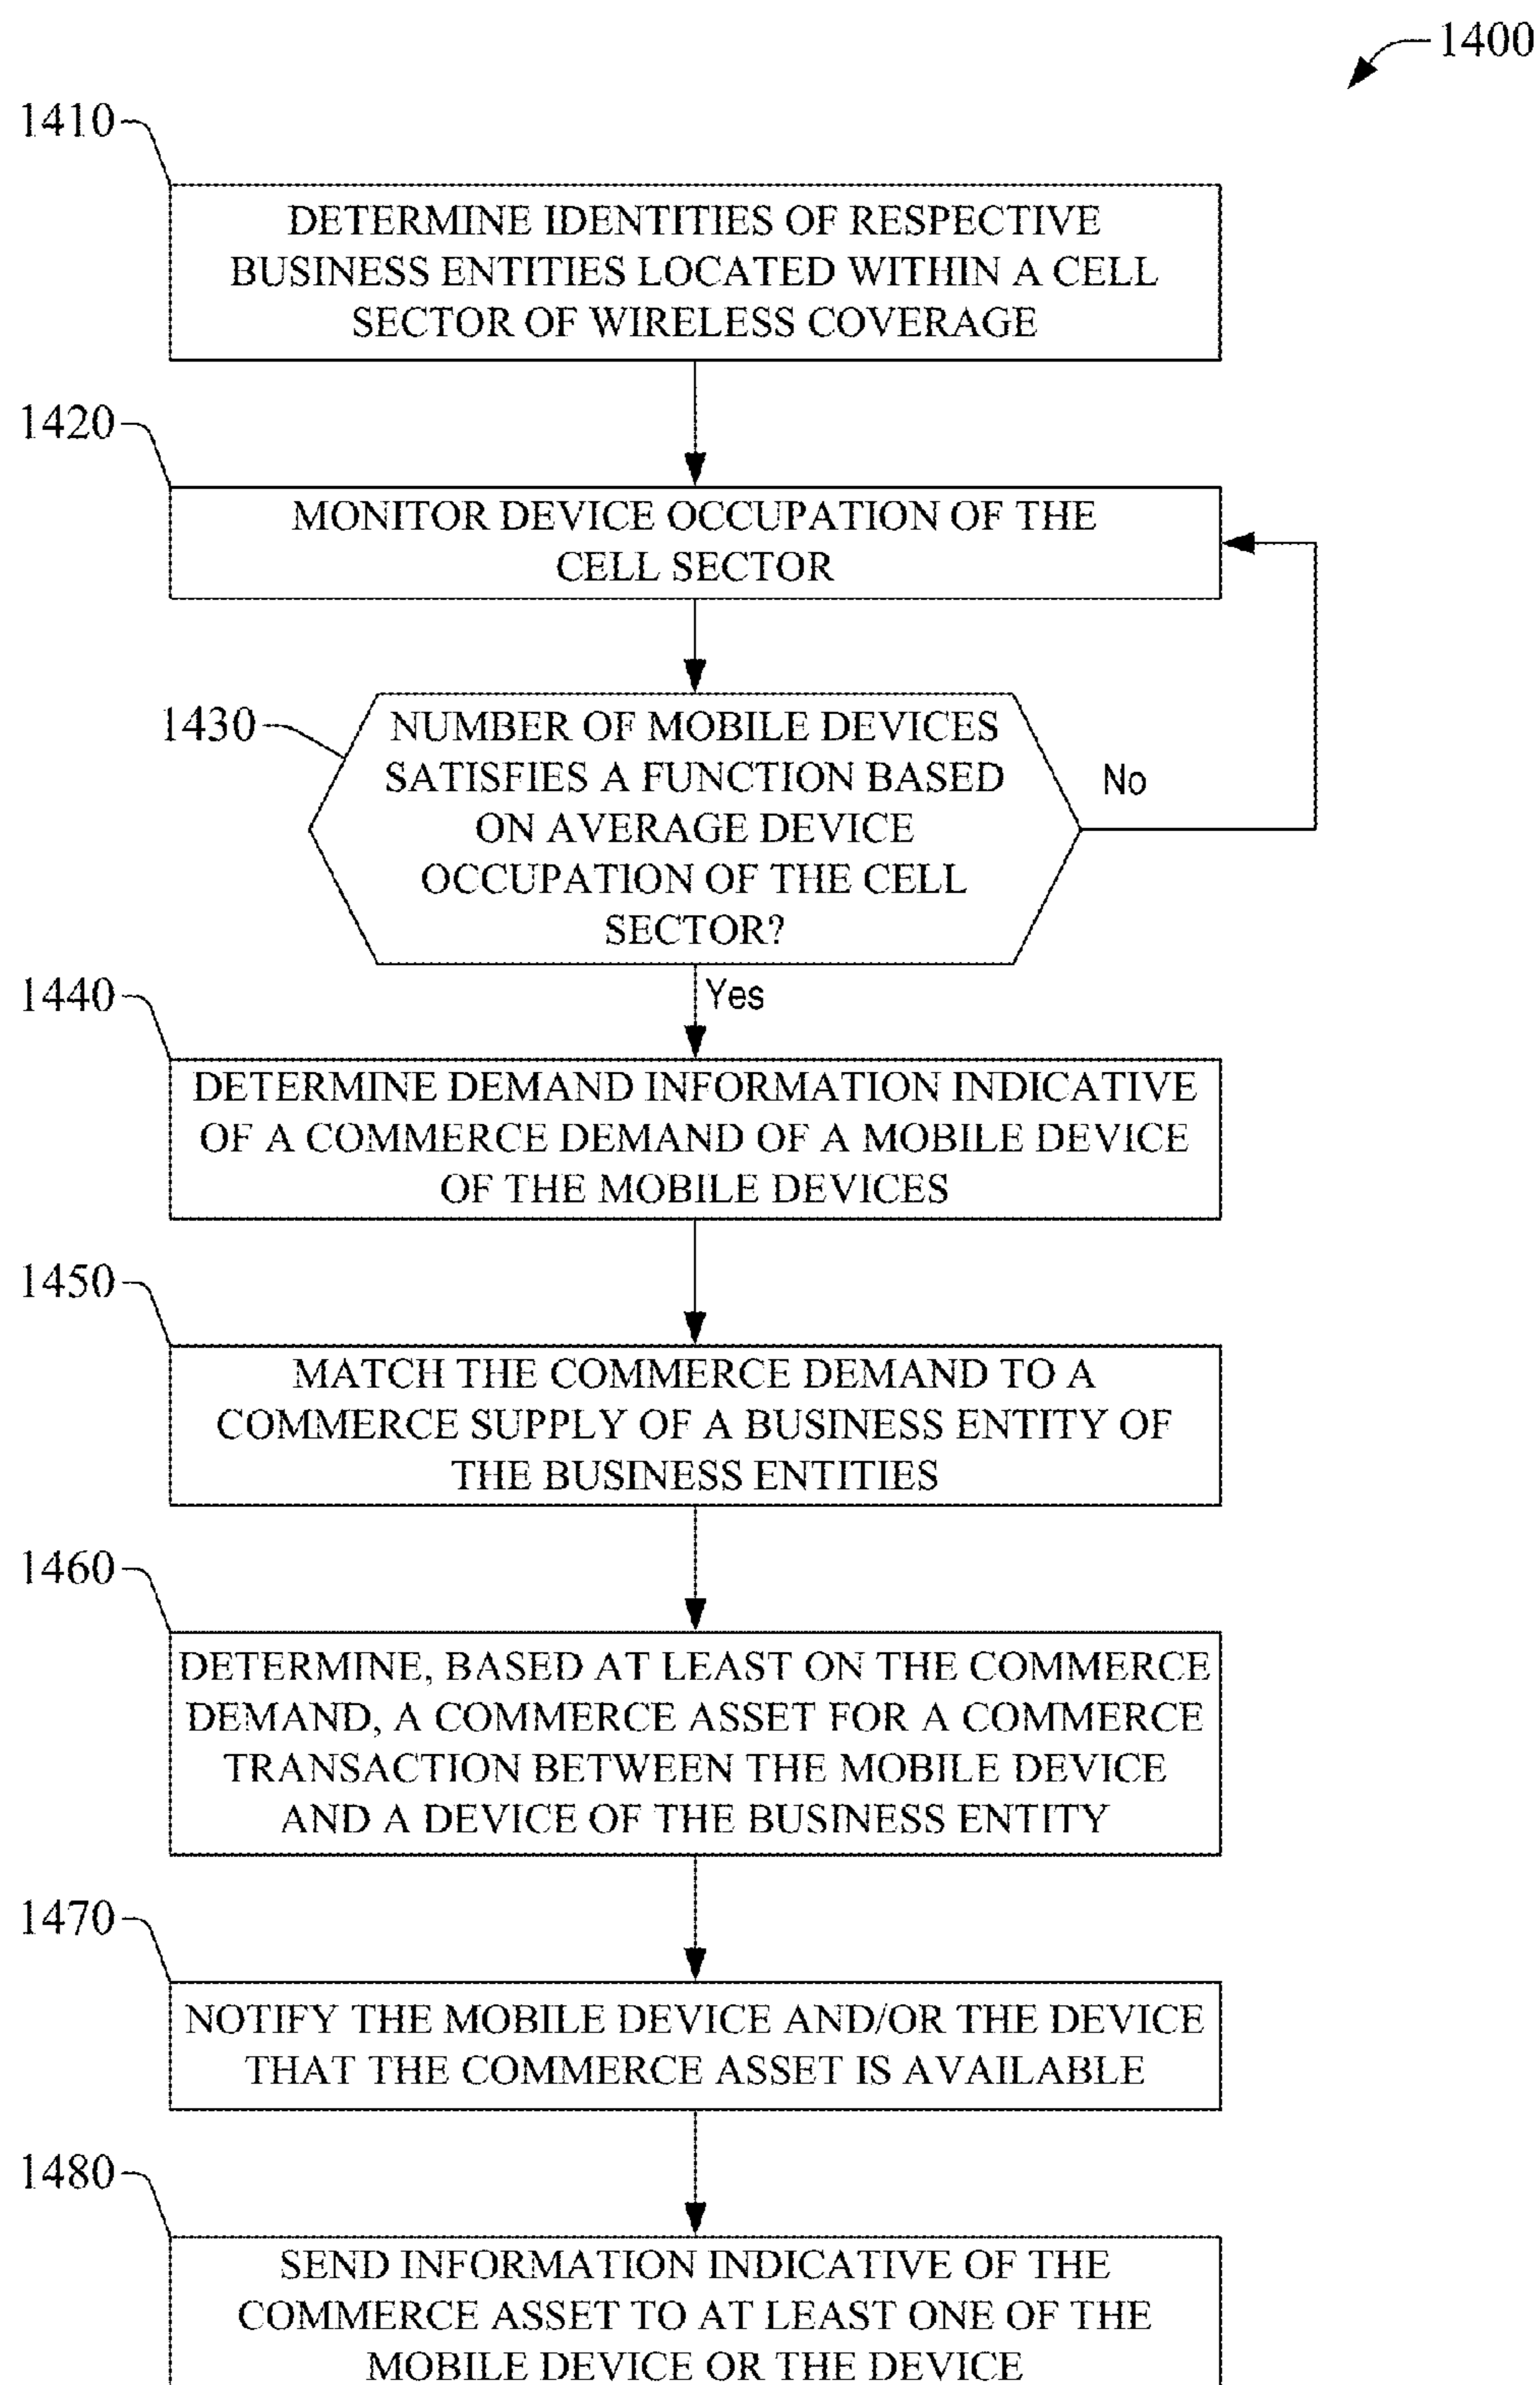 1400
1410
DETERMINE IDENTITIES OF RESPECTIVE
BUSINESS ENTITIES LOCATED WITHIN A CELL
SECTOR OF WIRELESS COVERAGE
1420
MONITOR DEVICE OCCUPATION OF THE
CELL SECTOR
1430
NUMBER OF MOBILE DEVICES
SATISFIES A FUNCTION BASED
ON AVERAGE DEVICE
OCCUPATION OF THE CELL
SECTOR?
No
Yes
1440
DETERMINE DEMAND INFORMATION INDICATIVE
OF A COMMERCE DEMAND OF A MOBILE DEVICE
OF THE MOBILE DEVICES
1450
MATCH THE COMMERCE DEMAND TO A
COMMERCE SUPPLY OF A BUSINESS ENTITY OF
THE BUSINESS ENTITIES
1460
DETERMINE, BASED AT LEAST ON THE COMMERCE
DEMAND, A COMMERCE ASSET FOR A COMMERCE
TRANSACTION BETWEEN THE MOBILE DEVICE
AND A DEVICE OF THE BUSINESS ENTITY
1470
NOTIFY THE MOBILE DEVICE AND/OR THE DEVICE
THAT THE COMMERCE ASSET IS AVAILABLE
1480
SEND INFORMATION INDICATIVE OF THE
COMMERCE ASSET TO AT LEAST ONE OF THE
MOBILE DEVICE OR THE DEVICE